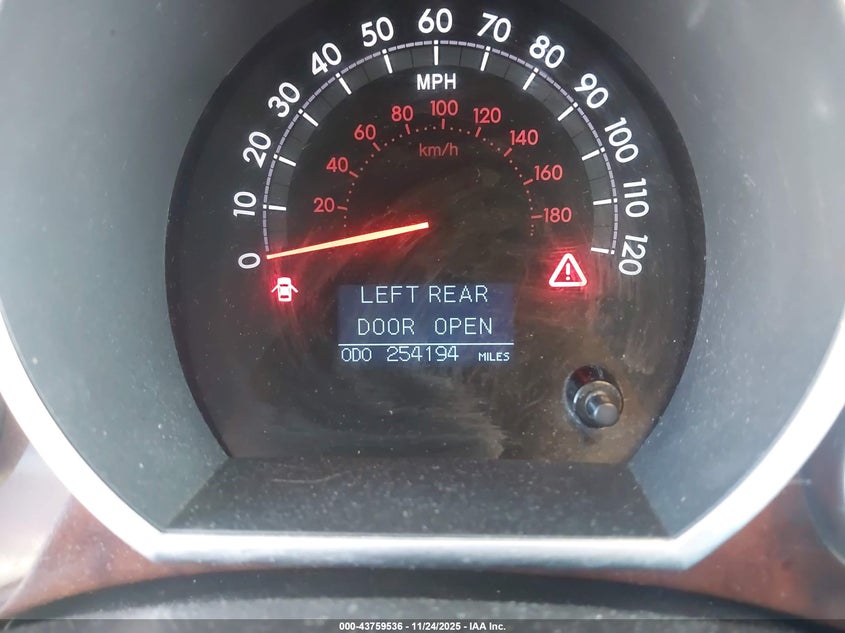 0 10 20 30 40 50 60 70 80 90 100 110 120
MPH
20 40 60 80 100 120 140 160 180
km/h
LEFT REAR
DOOR OPEN
ODO 254194 MILES
000-43759536 - 11/24/2025 - IAA Inc.